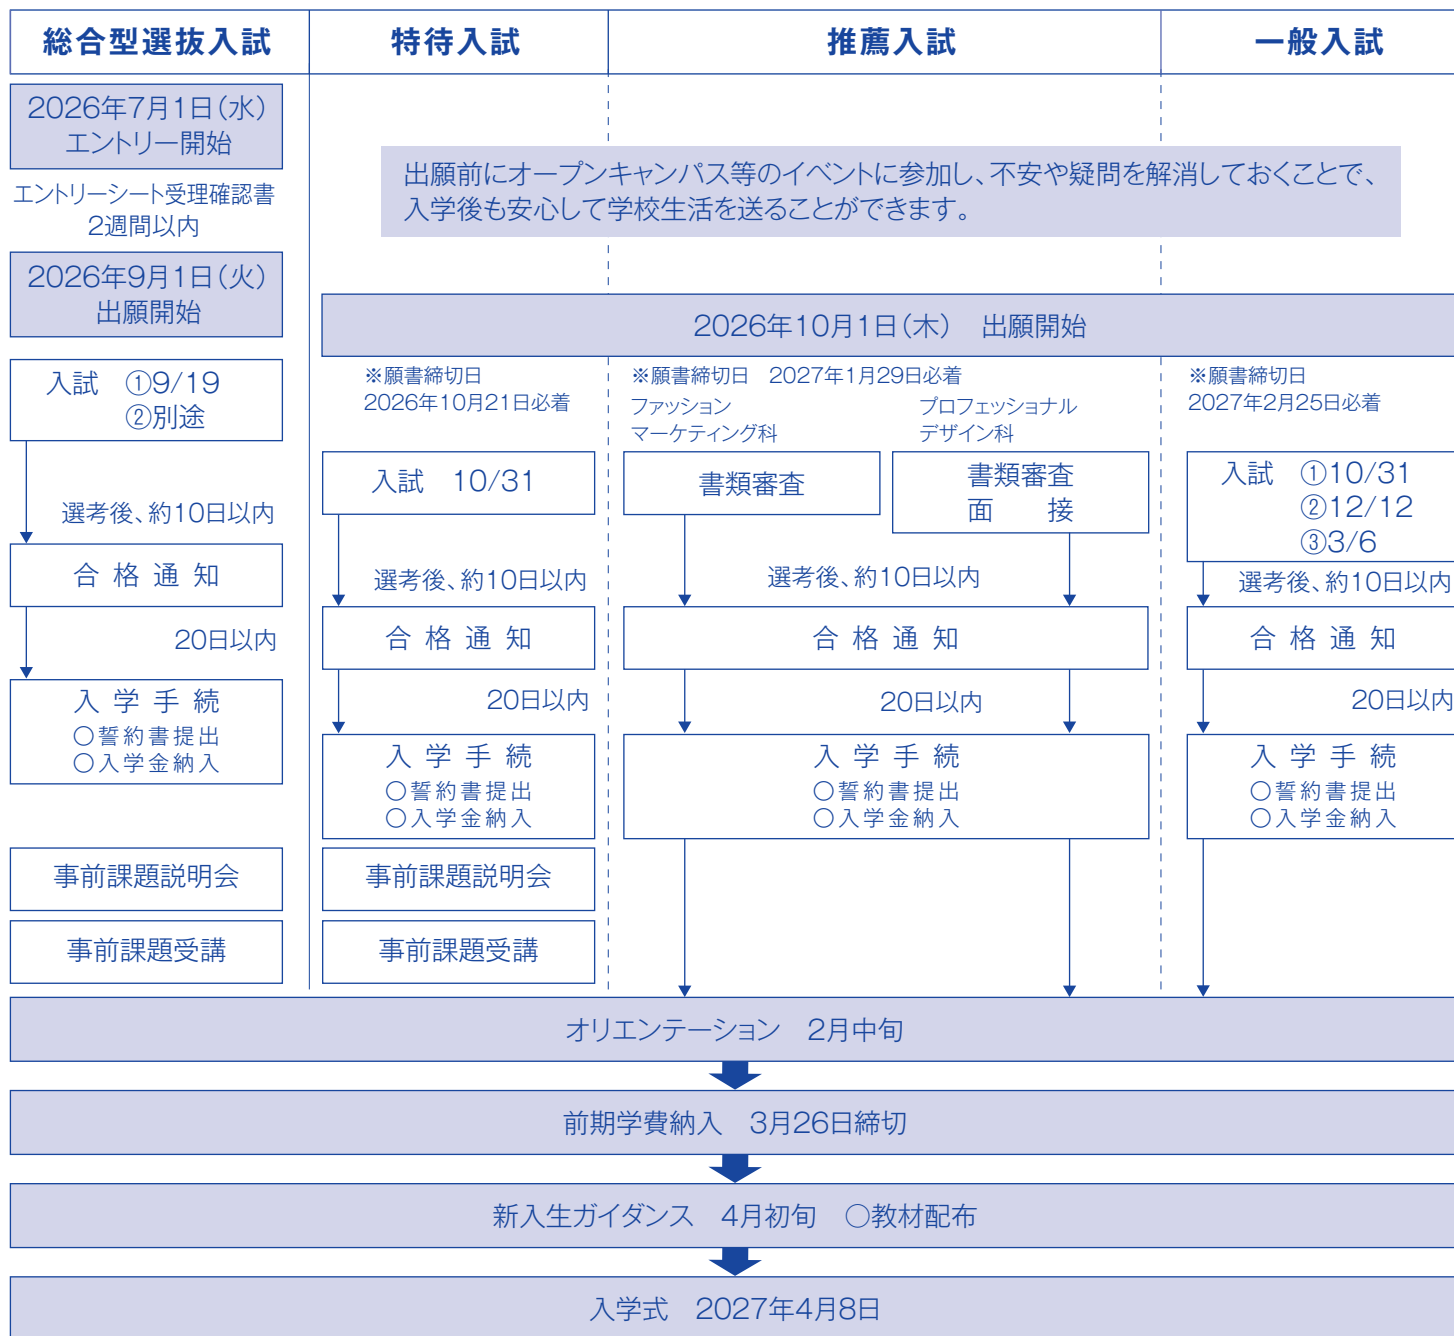 総合型選抜入試
特待入試
推薦入試
一般入試
2026年7月1日(水)
エントリー開始
エントリーシート受理確認書
2週間以内
2026年9月1日(火)
出願開始
入試 ①9/19
②別途
選考後、約10日以内
合格通知
20日以内
入学手続
○誓約書提出
○入学金納入
事前課題説明会
事前課題受講
出願前にオープンキャンパス等のイベントに参加し、不安や疑問を解消しておくことで、
入学後も安心して学校生活を送ることができます。
2026年10月1日(木) 出願開始
※願書締切日
2026年10月21日必着
入試 10/31
選考後、約10日以内
合格通知
20日以内
入学手続
○誓約書提出
○入学金納入
事前課題説明会
事前課題受講
※願書締切日 2027年1月29日必着
ファッション
マーケティング科
書類審査
プロフェッショナル
デザイン科
書類審査
面 接
選考後、約10日以内
合格通知
20日以内
入学手続
○誓約書提出
○入学金納入
※願書締切日
2027年2月25日必着
入試 ①10/31
②12/12
③3/6
選考後、約10日以内
合格通知
20日以内
入学手続
○誓約書提出
○入学金納入
オリエンテーション 2月中旬
前期学費納入 3月26日締切
新入生ガイダンス 4月初旬 ○教材配布
入学式 2027年4月8日